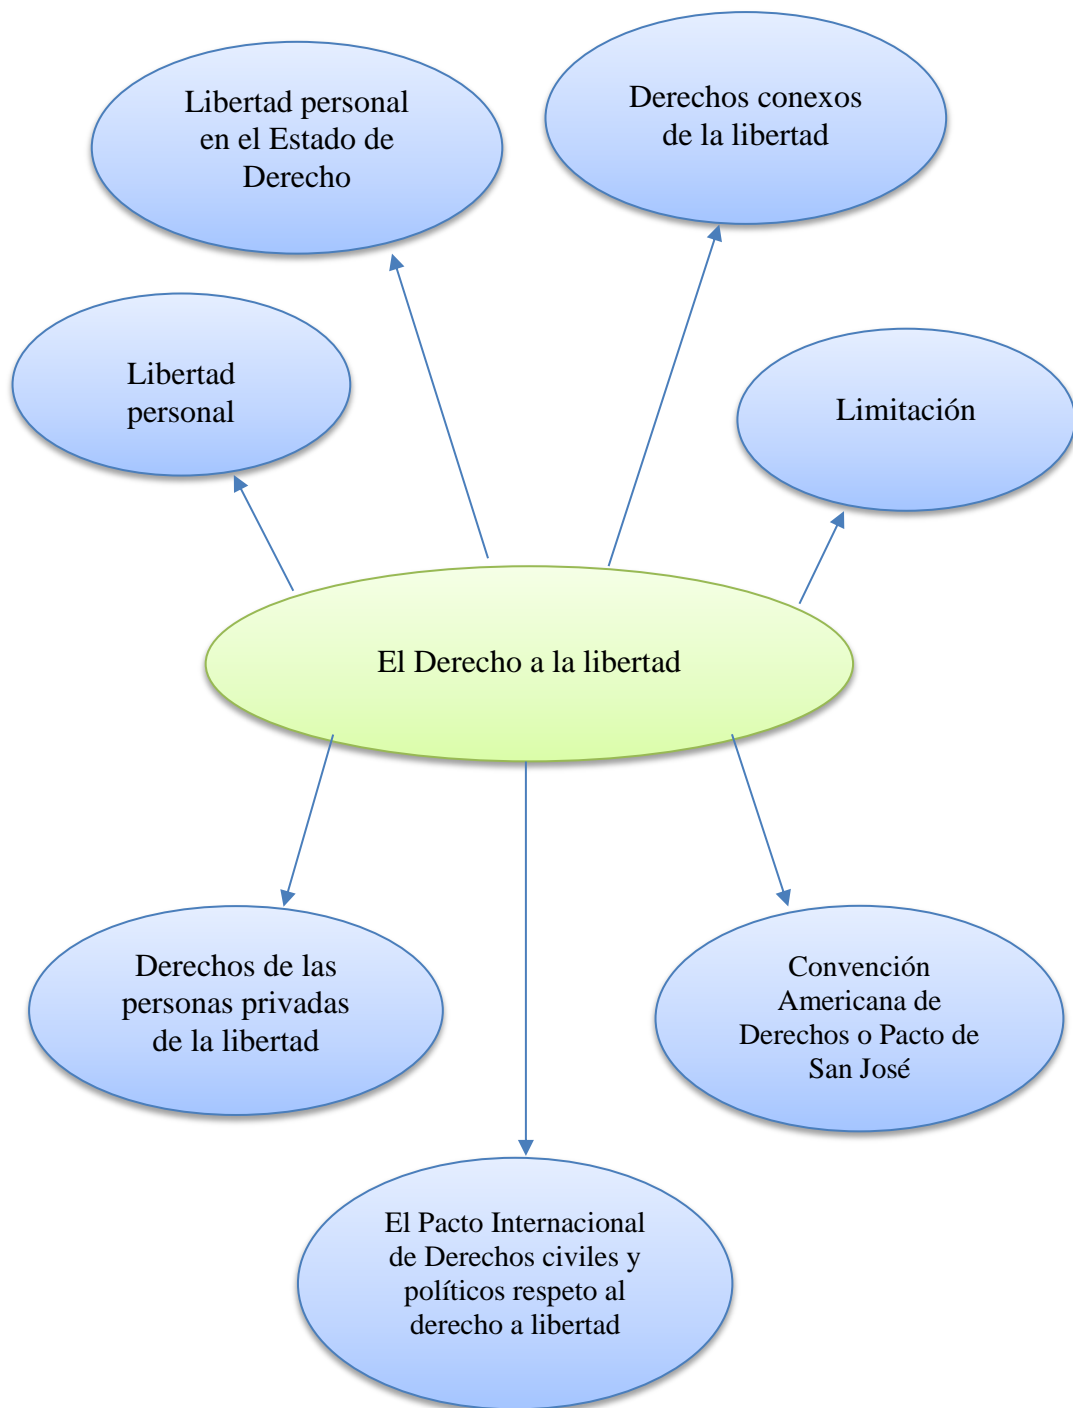 Libertad personal
en el Estado de
Derecho
Derechos conexos
de la libertad
Libertad
personal
Limitación
El Derecho a la libertad
Derechos de las
personas privadas
de la libertad
Convención
Americana de
Derechos o Pacto de
San José
El Pacto Internacional
de Derechos civiles y
políticos respeto al
derecho a libertad